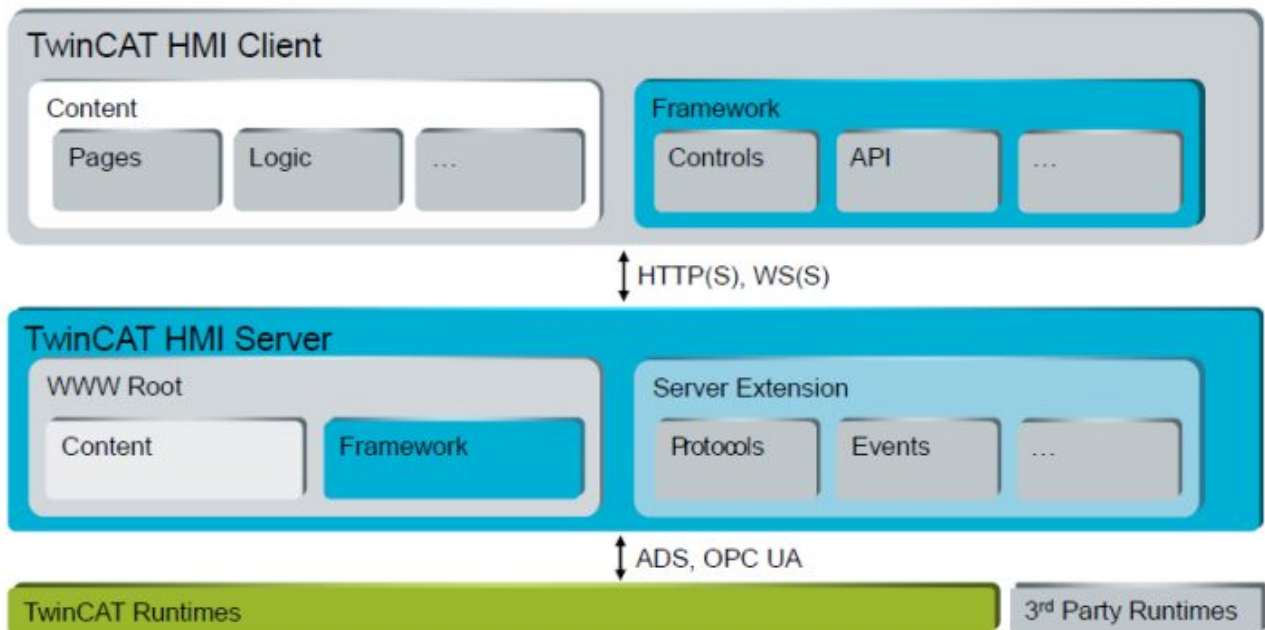 TwinCAT HMI Client
Content
Pages
Logic
...
Framework
Controls
API
...
HTTP(S), WS(S)
TwinCAT HMI Server
WWW Root
Content
Framework
Server Extension
Protocols
Events
...
ADS, OPC UA
TwinCAT Runtimes
3rd Party Runtimes